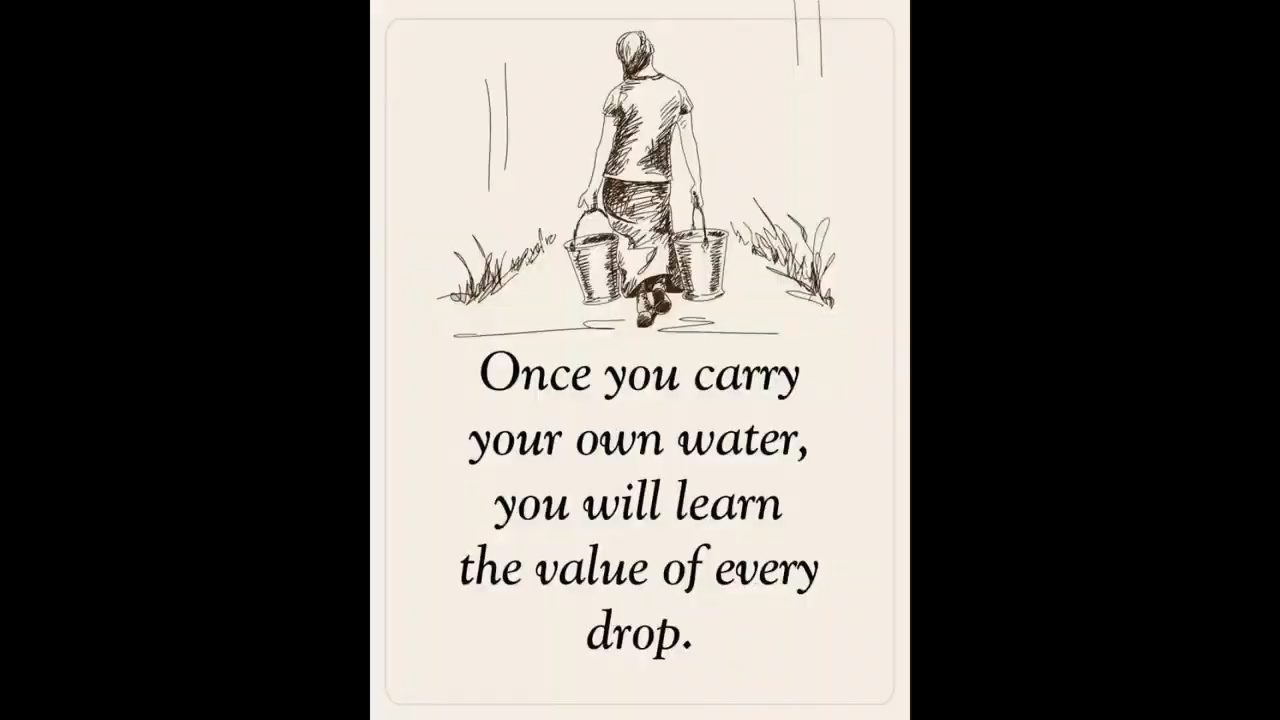 Once you carry
your own water,
you will learn
the value of every
drop.